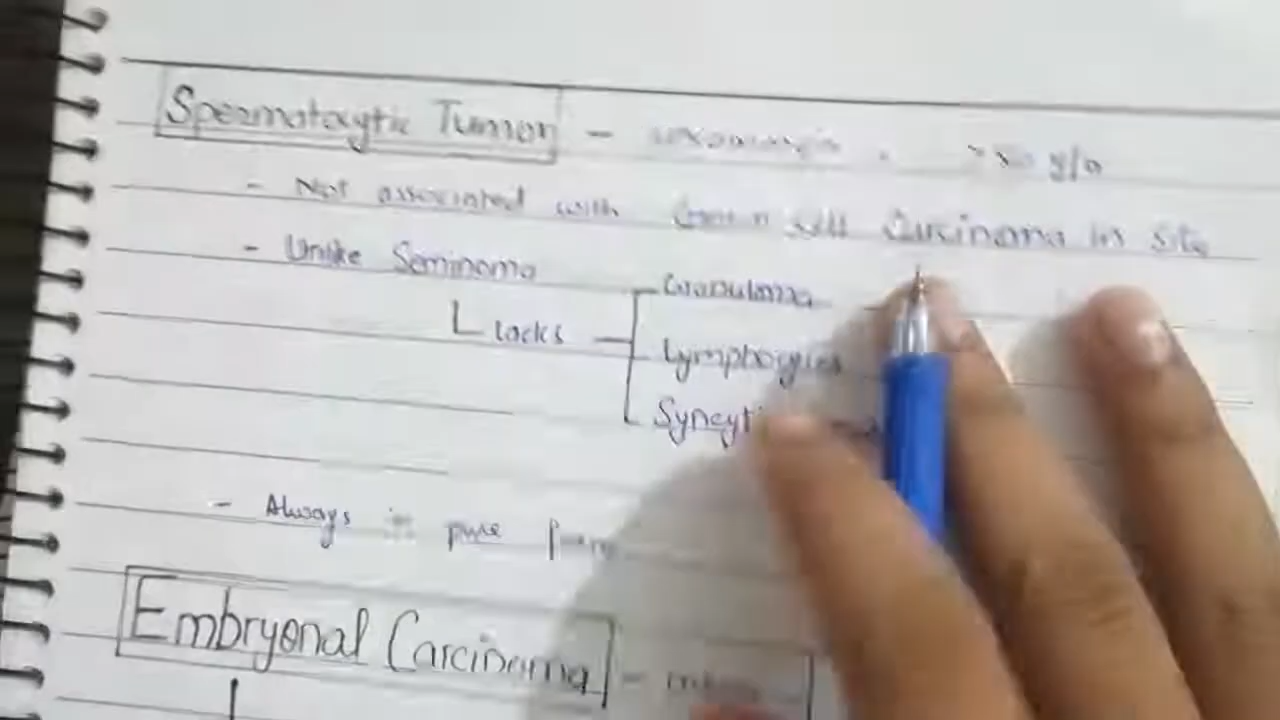 Spermatocytic Tumor - y/o
- Not associated with Germ cell Carcinoma in situ
- Unlike Seminoma
Lacks
Granuloma
Lymphocytes
- Always in pure form
Embryonal Carcinoma -